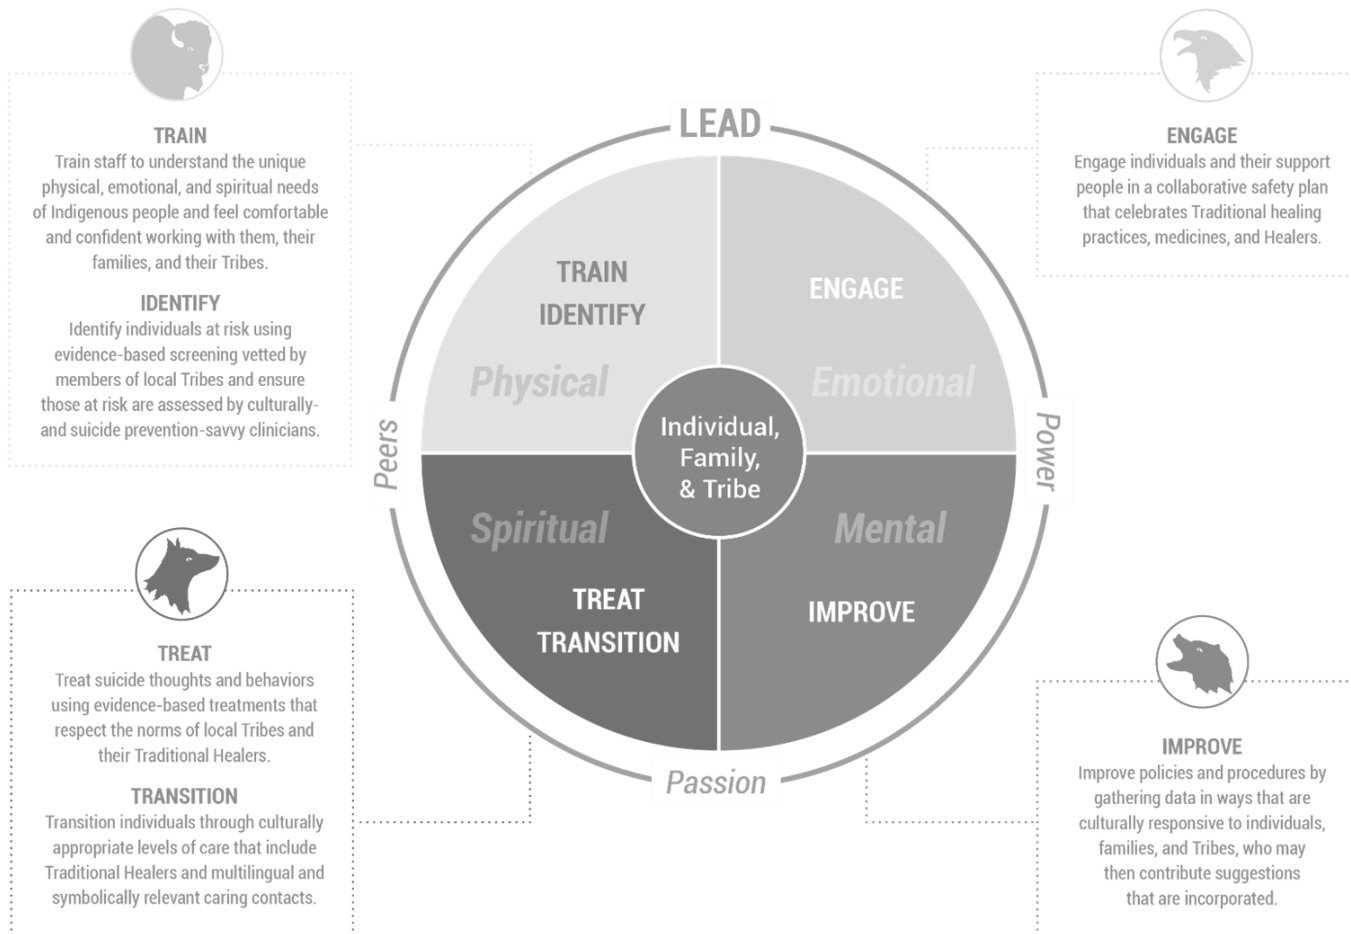 TRAIN
Train staff to understand the unique
physical, emotional, and spiritual needs
of Indigenous people and feel comfortable
and confident working with them, their
families, and their Tribes.
IDENTIFY
Identify individuals at risk using
evidence-based screening vetted by
members of local Tribes and ensure
those at risk are assessed by culturally-
and suicide prevention-savvy clinicians.
TREAT
Treat suicide thoughts and behaviors
using evidence-based treatments that
respect the norms of local Tribes and
their Traditional Healers.
TRANSITION
Transition individuals through culturally
appropriate levels of care that include
Traditional Healers and multilingual and
symbolically relevant caring contacts.
LEAD
TRAIN
IDENTIFY
Physical
ENGAGE
Emotional
Peers
Individual,
Family,
& Tribe
Power
Spiritual
TREAT
TRANSITION
Mental
IMPROVE
Passion
ENGAGE
Engage individuals and their support
people in a collaborative safety plan
that celebrates Traditional healing
practices, medicines, and Healers.
IMPROVE
Improve policies and procedures by
gathering data in ways that are
culturally responsive to individuals,
families, and Tribes, who may
then contribute suggestions
that are incorporated.